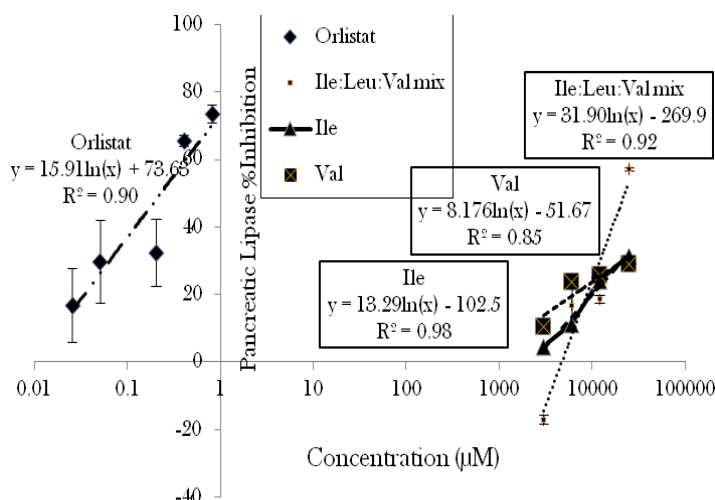 100
80
60
40
20
0
-20
-40
Pancreatic Lipase %Inhibition
Orlistat
Ile:Leu:Val mix
Ile
Val
Orlistat
y = 15.91ln(x) + 73.63
R² = 0.90
Ile:Leu:Val mix
y = 31.90ln(x) - 269.9
R² = 0.92
Val
y = 8.176ln(x) - 51.67
R² = 0.85
Ile
y = 13.29ln(x) - 102.5
R² = 0.98
0.01
0.1
1
10
100
1000
10000
100000
Concentration (µM)